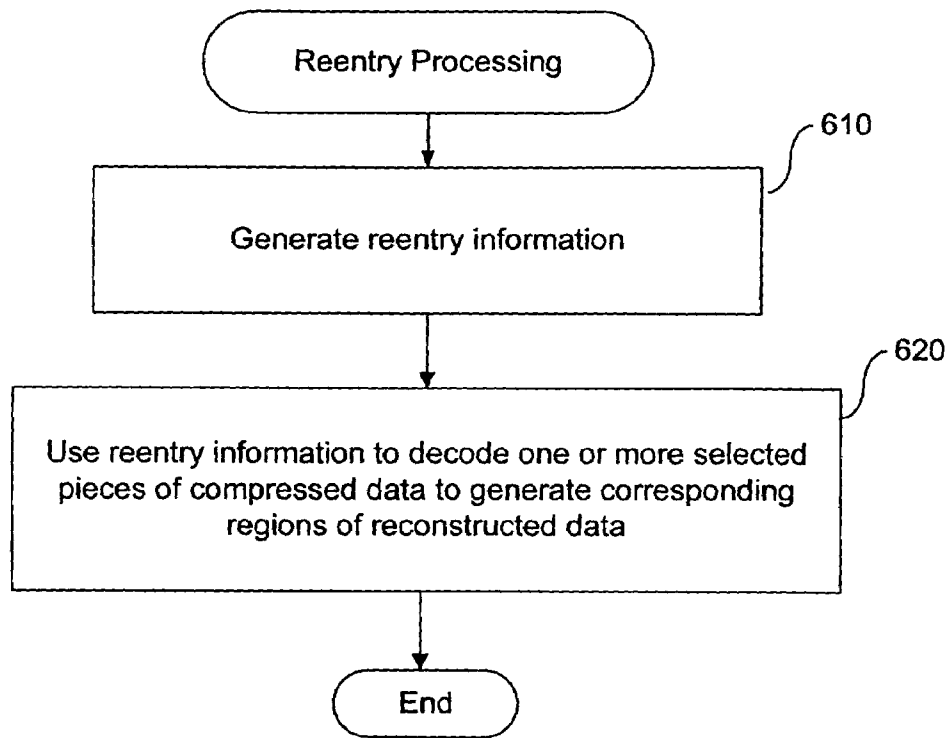 Reentry Processing
610
Generate reentry information
620
Use reentry information to decode one or more selected
pieces of compressed data to generate corresponding
regions of reconstructed data
End